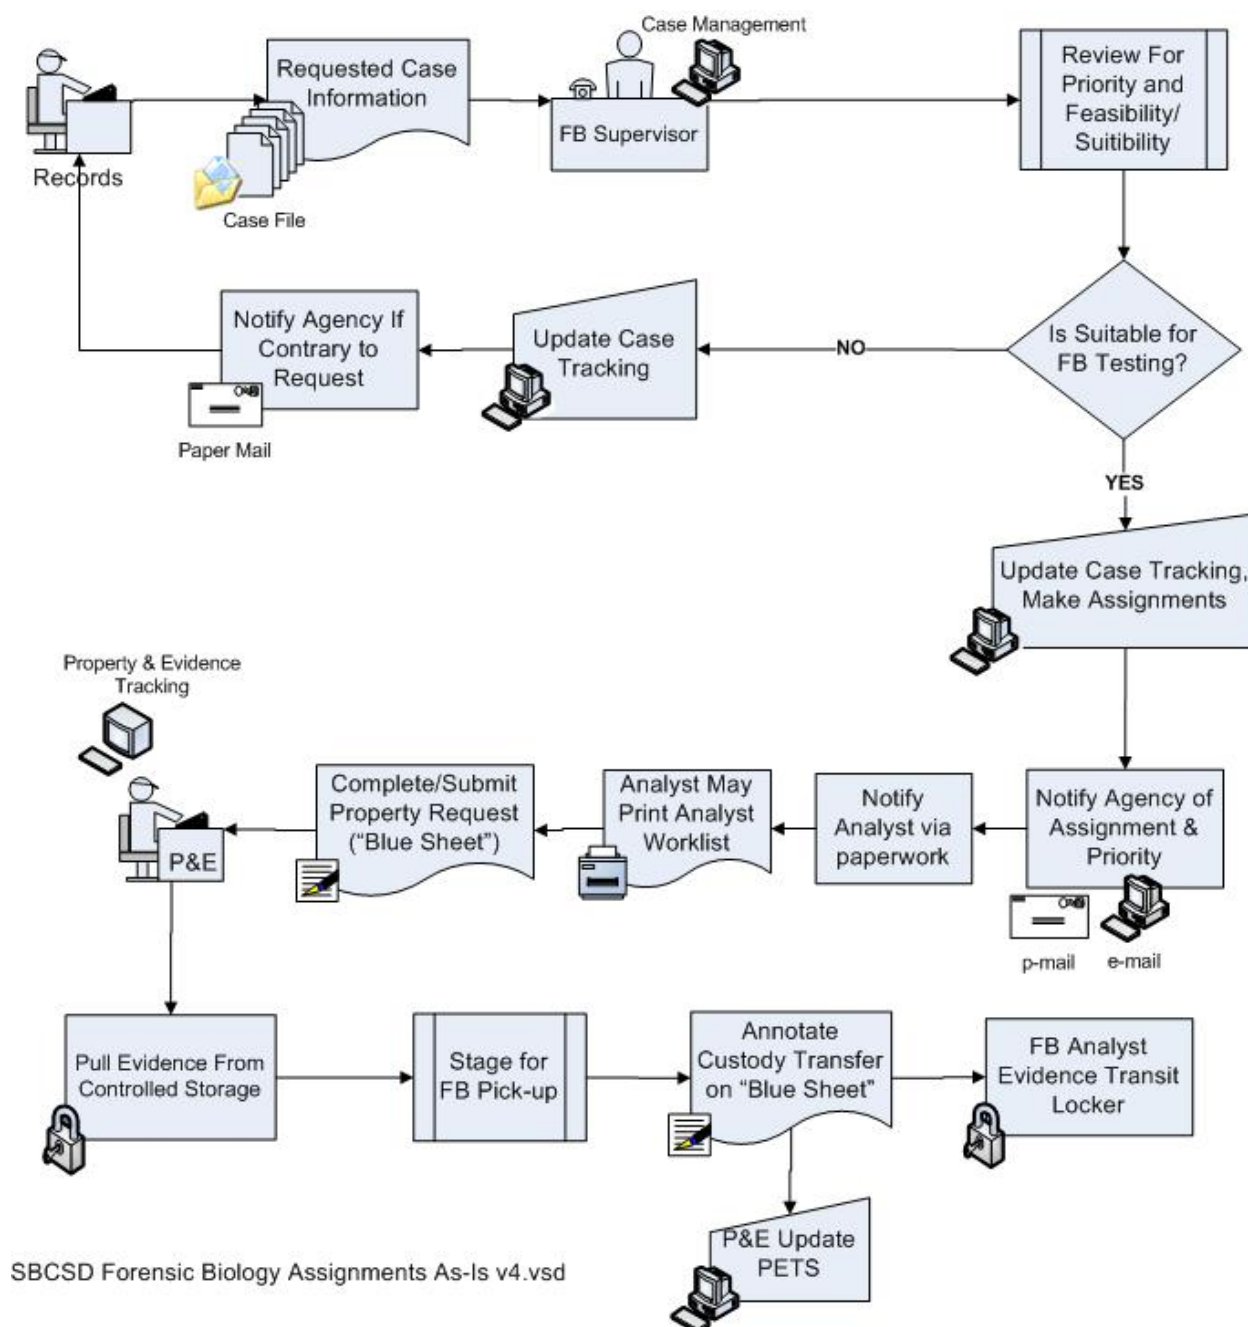 Case Management
Requested Case
Information
Review For
Priority and
Feasibility/
Suitibility
FB Supervisor
Records
Case File
Notify Agency If
Contrary to
Request
Update Case
Tracking
NO
Is Suitable for
FB Testing?
Paper Mail
YES
Update Case Tracking,
Make Assignments
Property & Evidence
Tracking
Complete/Submit
Property Request
(“Blue Sheet”)
Analyst May
Print Analyst
Worklist
Notify
Analyst via
paperwork
Notify Agency of
Assignment &
Priority
P&E
p-mail
e-mail
Pull Evidence From
Controlled Storage
Stage for
FB Pick-up
Annotate
Custody Transfer
on “Blue Sheet”
FB Analyst
Evidence Transit
Locker
P&E Update
PETS
SBCSD Forensic Biology Assignments As-Is v4.vsd